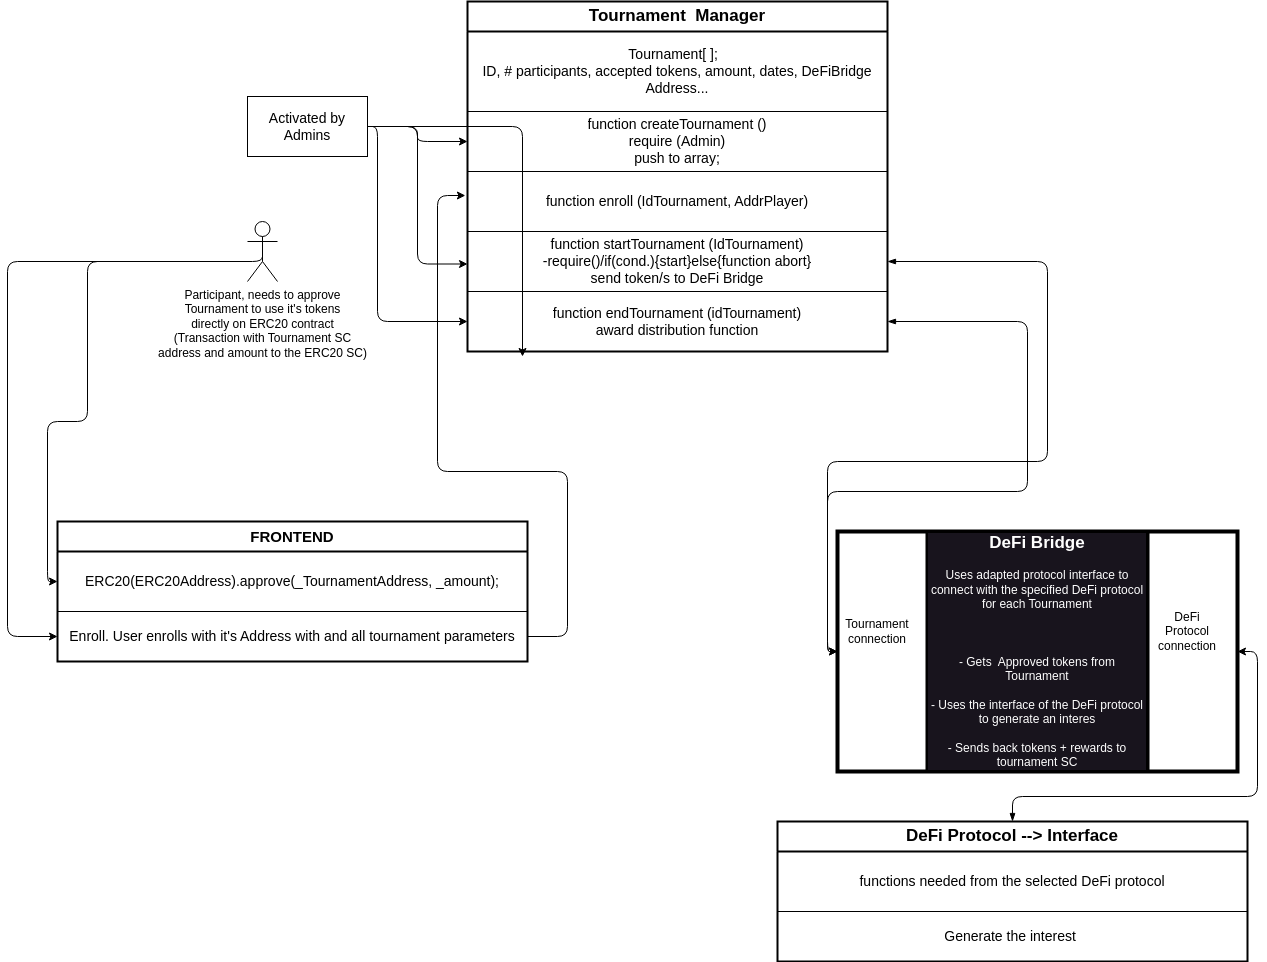 Tournament  Manager
Tournament[ ];
ID, # participants, accepted tokens, amount, dates, DeFiBridge
Address...
Activated by
Admins
function createTournament ()
require (Admin)
push to array;
function enroll (IdTournament, AddrPlayer)
function startTournament (IdTournament)
-require()/if(cond.){start}else{function abort}
send token/s to DeFi Bridge
function endTournament (idTournament)
award distribution function
Participant, needs to approve
Tournament to use it's tokens
directly on ERC20 contract
(Transaction with Tournament SC
address and amount to the ERC20 SC)
FRONTEND
ERC20(ERC20Address).approve(_TournamentAddress, _amount);
Enroll. User enrolls with it's Address with and all tournament parameters
Tournament
connection
DeFi Bridge
Uses adapted protocol interface to
connect with the specified DeFi protocol
for each Tournament
- Gets  Approved tokens from
Tournament
- Uses the interface of the DeFi protocol
to generate an interes
- Sends back tokens + rewards to
tournament SC
DeFi
Protocol
connection
DeFi Protocol --> Interface
functions needed from the selected DeFi protocol
Generate the interest